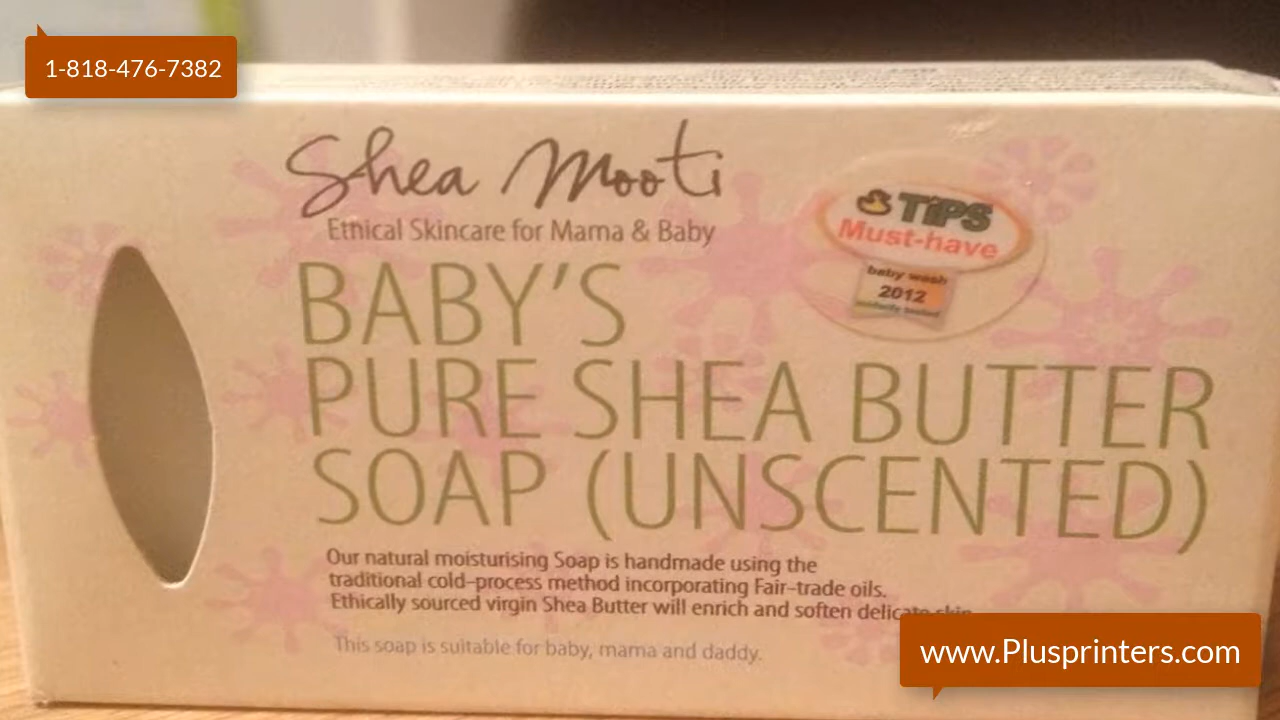 1-818-476-7382
Shea Mooti
Ethical Skincare for Mama & Baby
TiPS
Must-have
baby wash
2012
BABY'S
PURE SHEA BUTTER
SOAP (UNSCENTED)
Our natural moisturising Soap is handmade using the
traditional cold-process method incorporating Fair-trade oils.
Ethically sourced virgin Shea Butter will enrich and soften delicate skin
This soap is suitable for baby, mama and daddy.
www.Plusprinters.com